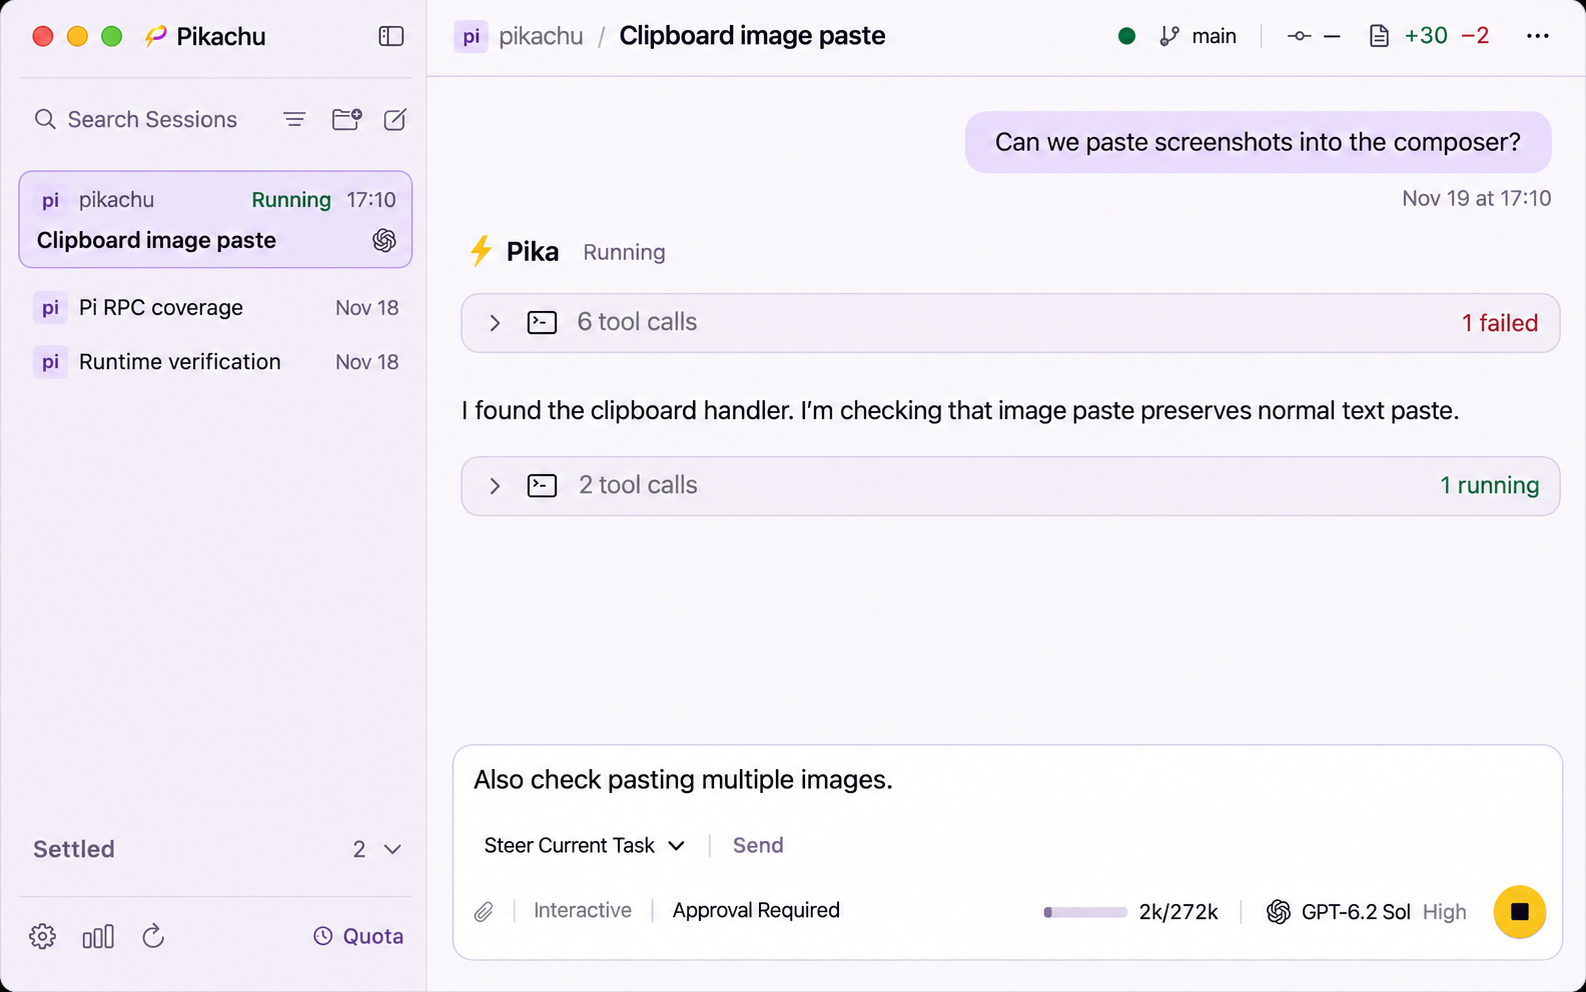 Pikachu
Search Sessions
pi pikachu Running 17:10
Clipboard image paste
pi Pi RPC coverage Nov 18
pi Runtime verification Nov 18
Settled 2
Quota
pi pikachu / Clipboard image paste
main
— +30 −2
Can we paste screenshots into the composer?
Nov 19 at 17:10
Pika Running
6 tool calls 1 failed
I found the clipboard handler. I’m checking that image paste preserves normal text paste.
2 tool calls 1 running
Also check pasting multiple images.
Steer Current Task Send
Interactive Approval Required 2k/272k GPT-6.2 Sol High